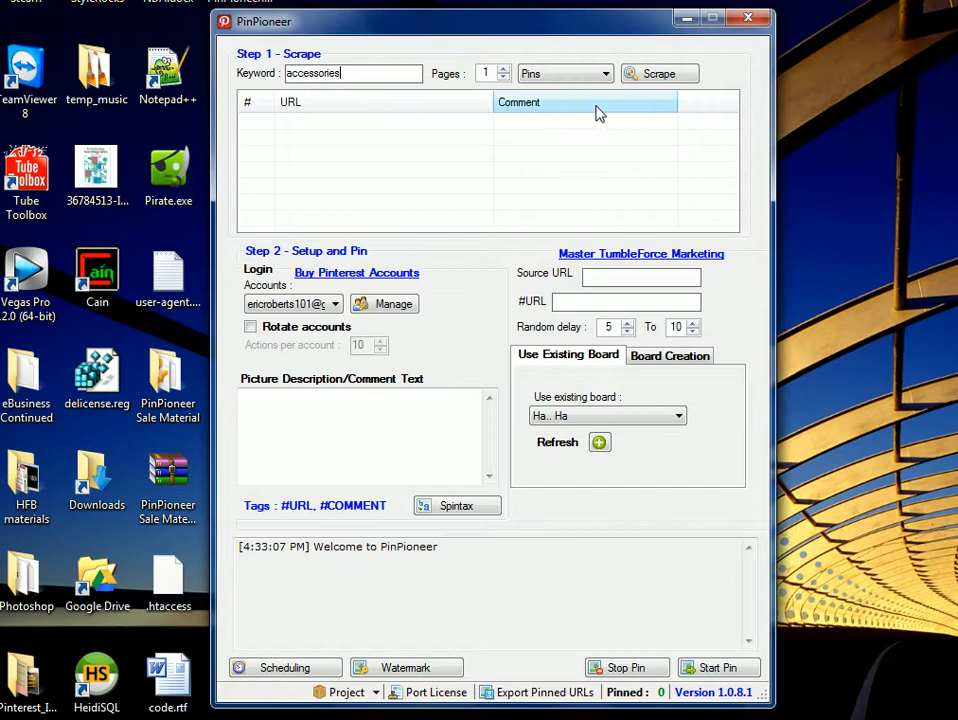 PinPioneer
TeamViewer 8
temp_music
Notepad++
Tube Toolbox
36784513-I...
Pirate.exe
Vegas Pro
12.0 (64-bit)
Cain
user-agent....
eBusiness Continued
delicense.reg
PinPioneer Sale Material
HFB materials
Downloads
PinPioneer Sale Mate...
Photoshop
Google Drive
.htaccess
Pinterest_I...
HeidiSQL
code.rtf
Step 1 - Scrape
Keyword : accessories Pages : 1 Pins Scrape
# URL Comment
Step 2 - Setup and Pin
Master TumbleForce Marketing
Login
Buy Pinterest Accounts
Accounts :
ericroberts101@g Manage
Rotate accounts
Actions per account : 10
Source URL
#URL
Random delay : 5 To 10
Use Existing Board Board Creation
Use existing board :
Ha.. Ha
Refresh
Picture Description/Comment Text
Tags : #URL, #COMMENT Spintax
[4:33:07 PM] Welcome to PinPioneer
Scheduling Watermark Stop Pin Start Pin
Project Port License Export Pinned URLs Pinned : 0 Version 1.0.8.1